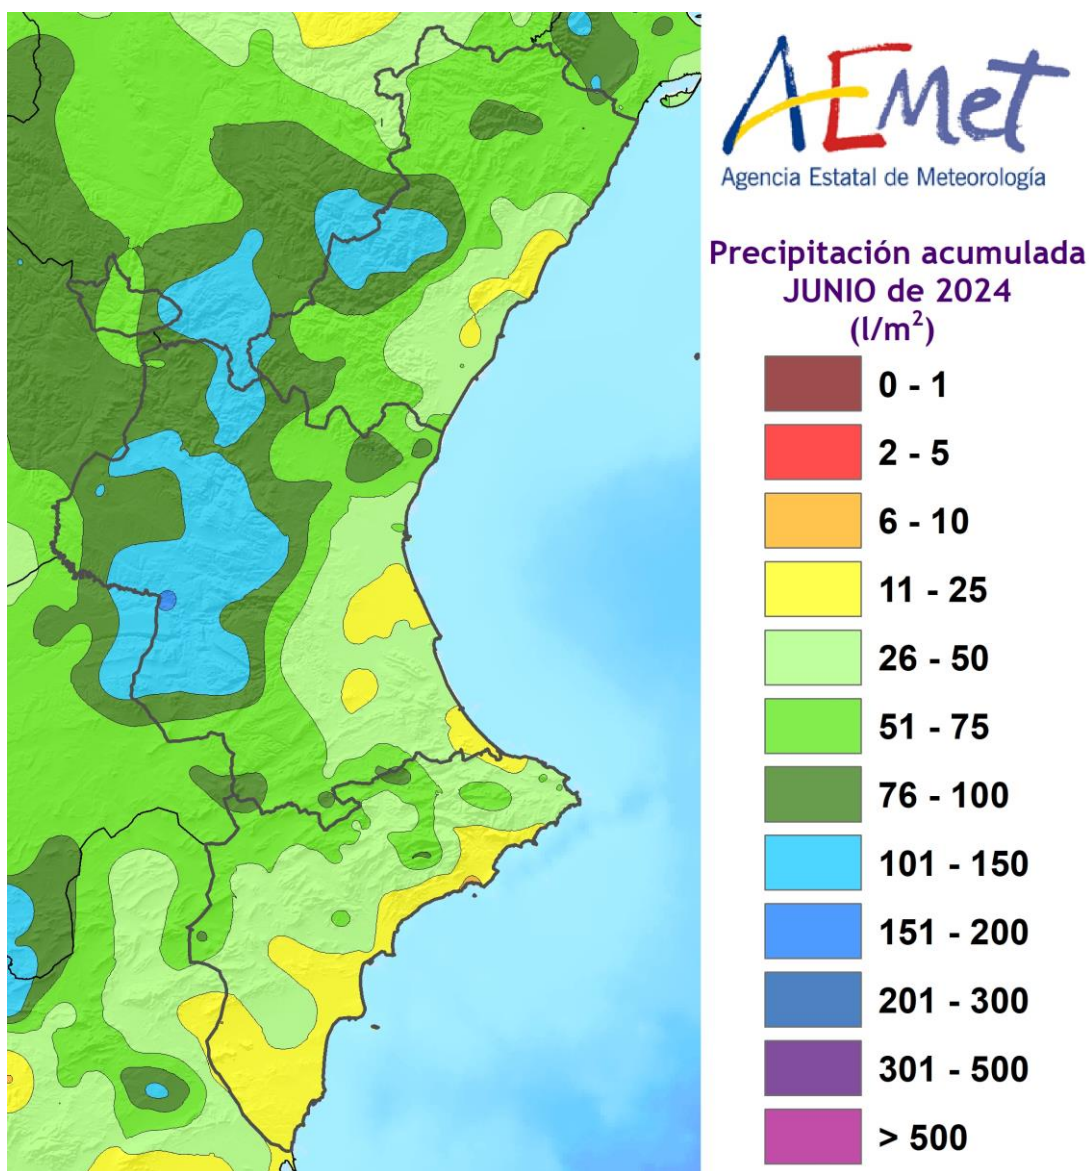 AEMet
Agencia Estatal de Meteorología
Precipitación acumulada
JUNIO de 2024
(l/m²)
0 - 1
2 - 5
6 - 10
11 - 25
26 - 50
51 - 75
76 - 100
101 - 150
151 - 200
201 - 300
301 - 500
> 500